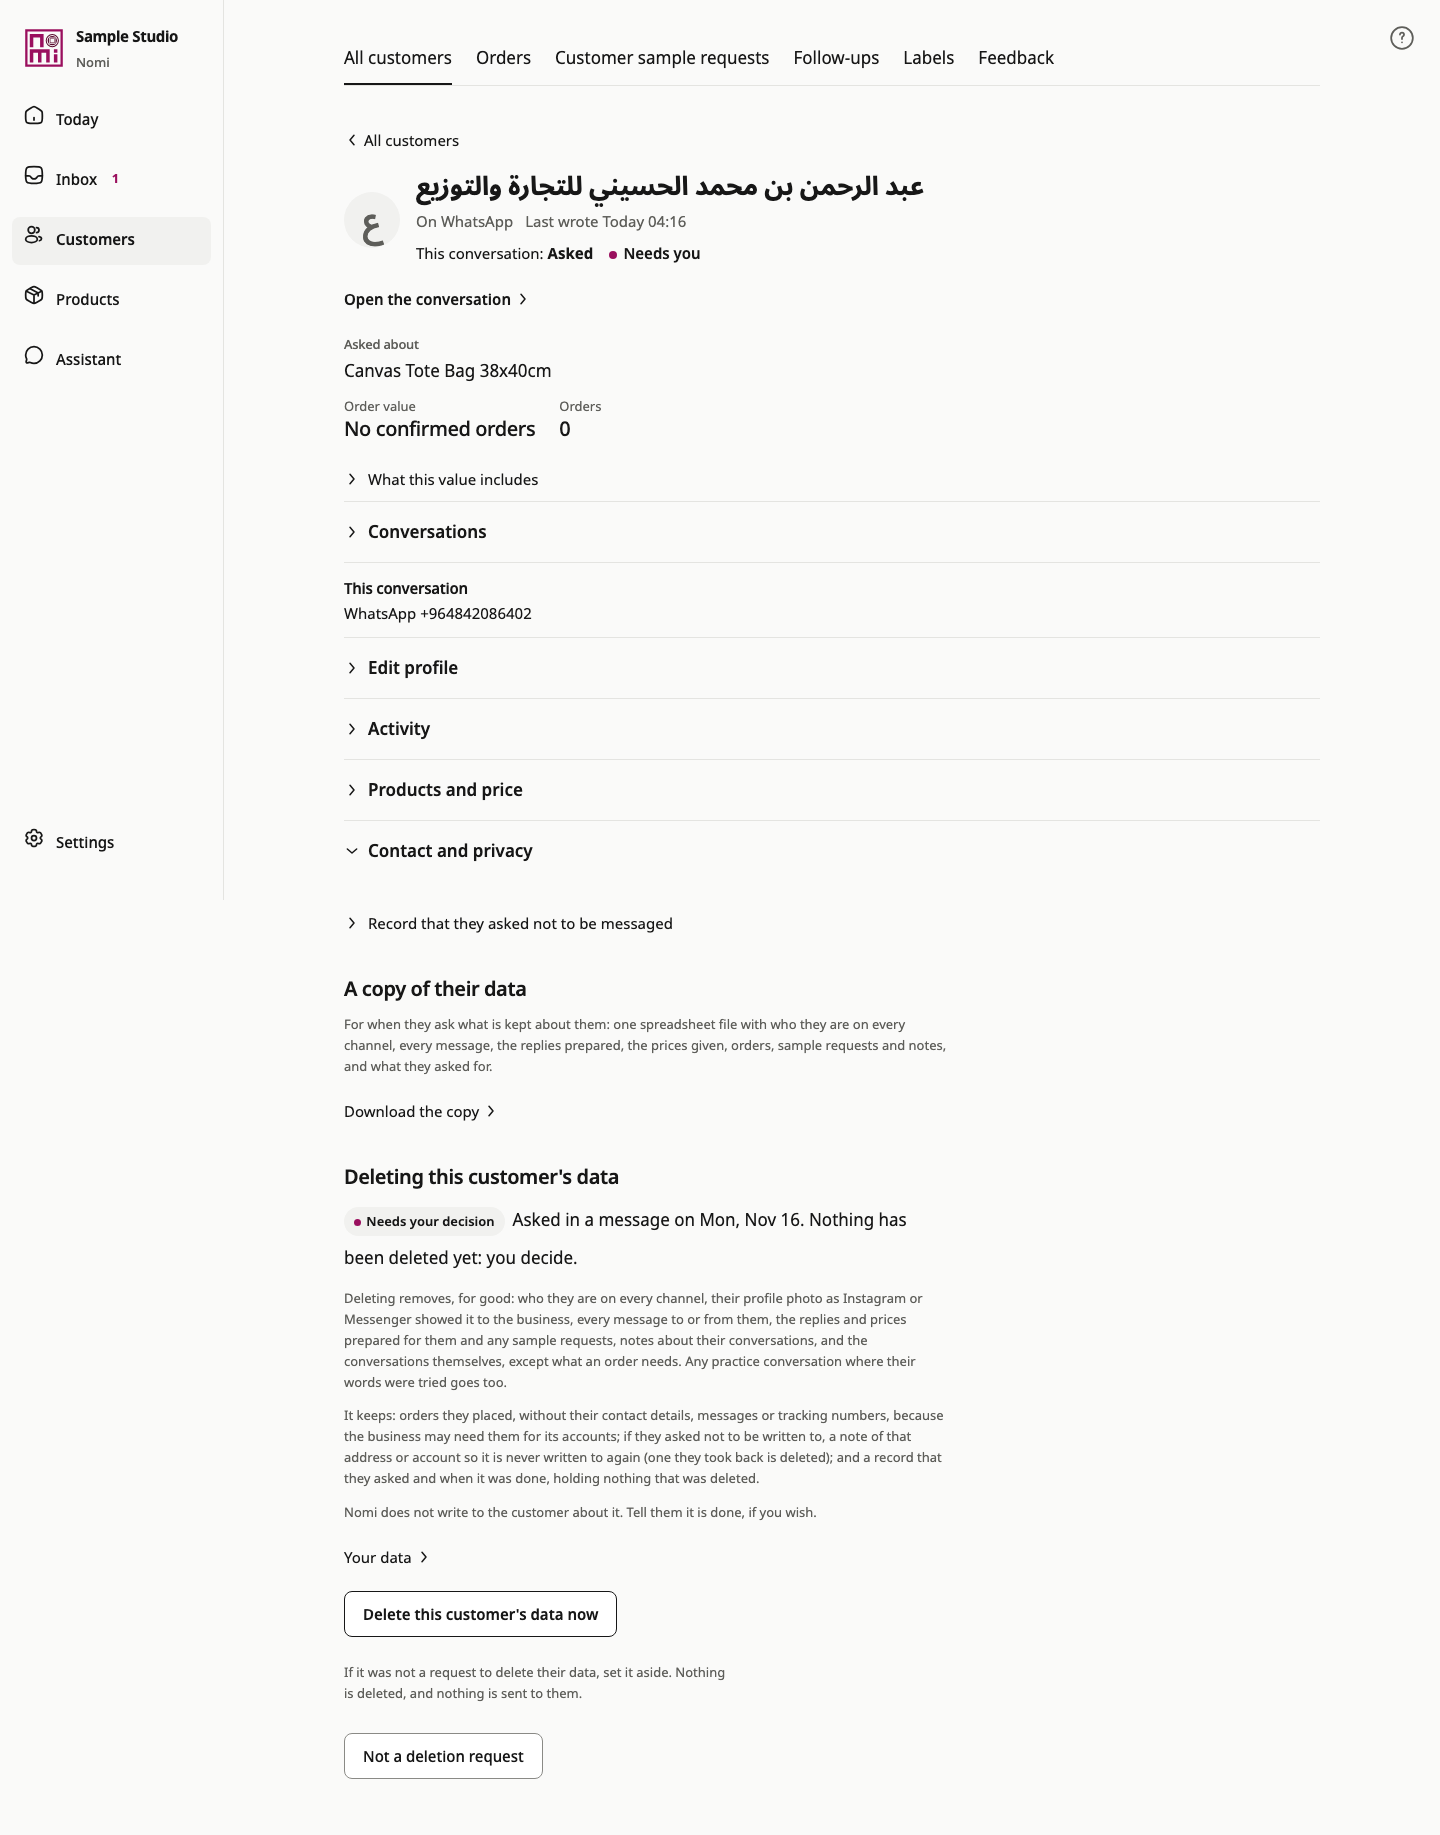 Sample Studio
Nomi
Today
Inbox 1
Customers
Products
Assistant
Settings
All customers Orders Customer sample requests Follow-ups Labels Feedback
All customers
ع
عبد الرحمن بن محمد الحسيني للتجارة والتوزيع
On WhatsApp Last wrote Today 04:16
This conversation: Asked Needs you
Open the conversation
Asked about
Canvas Tote Bag 38x40cm
Order value Orders
No confirmed orders 0
What this value includes
Conversations
This conversation
WhatsApp +964842086402
Edit profile
Activity
Products and price
Contact and privacy
Record that they asked not to be messaged
A copy of their data
For when they ask what is kept about them: one spreadsheet file with who they are on every
channel, every message, the replies prepared, the prices given, orders, sample requests and notes,
and what they asked for.
Download the copy
Deleting this customer's data
Needs your decision Asked in a message on Mon, Nov 16. Nothing has
been deleted yet: you decide.
Deleting removes, for good: who they are on every channel, their profile photo as Instagram or
Messenger showed it to the business, every message to or from them, the replies and prices
prepared for them and any sample requests, notes about their conversations, and the
conversations themselves, except what an order needs. Any practice conversation where their
words were tried goes too.
It keeps: orders they placed, without their contact details, messages or tracking numbers, because
the business may need them for its accounts; if they asked not to be written to, a note of that
address or account so it is never written to again (one they took back is deleted); and a record that
they asked and when it was done, holding nothing that was deleted.
Nomi does not write to the customer about it. Tell them it is done, if you wish.
Your data
Delete this customer's data now
If it was not a request to delete their data, set it aside. Nothing
is deleted, and nothing is sent to them.
Not a deletion request